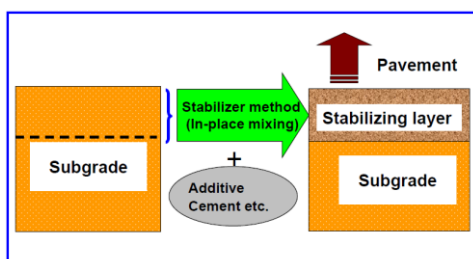 Pavement
Stabilizer method
(In-place mixing)
Stabilizing layer
Subgrade
+
Additive
Cement etc.
Subgrade